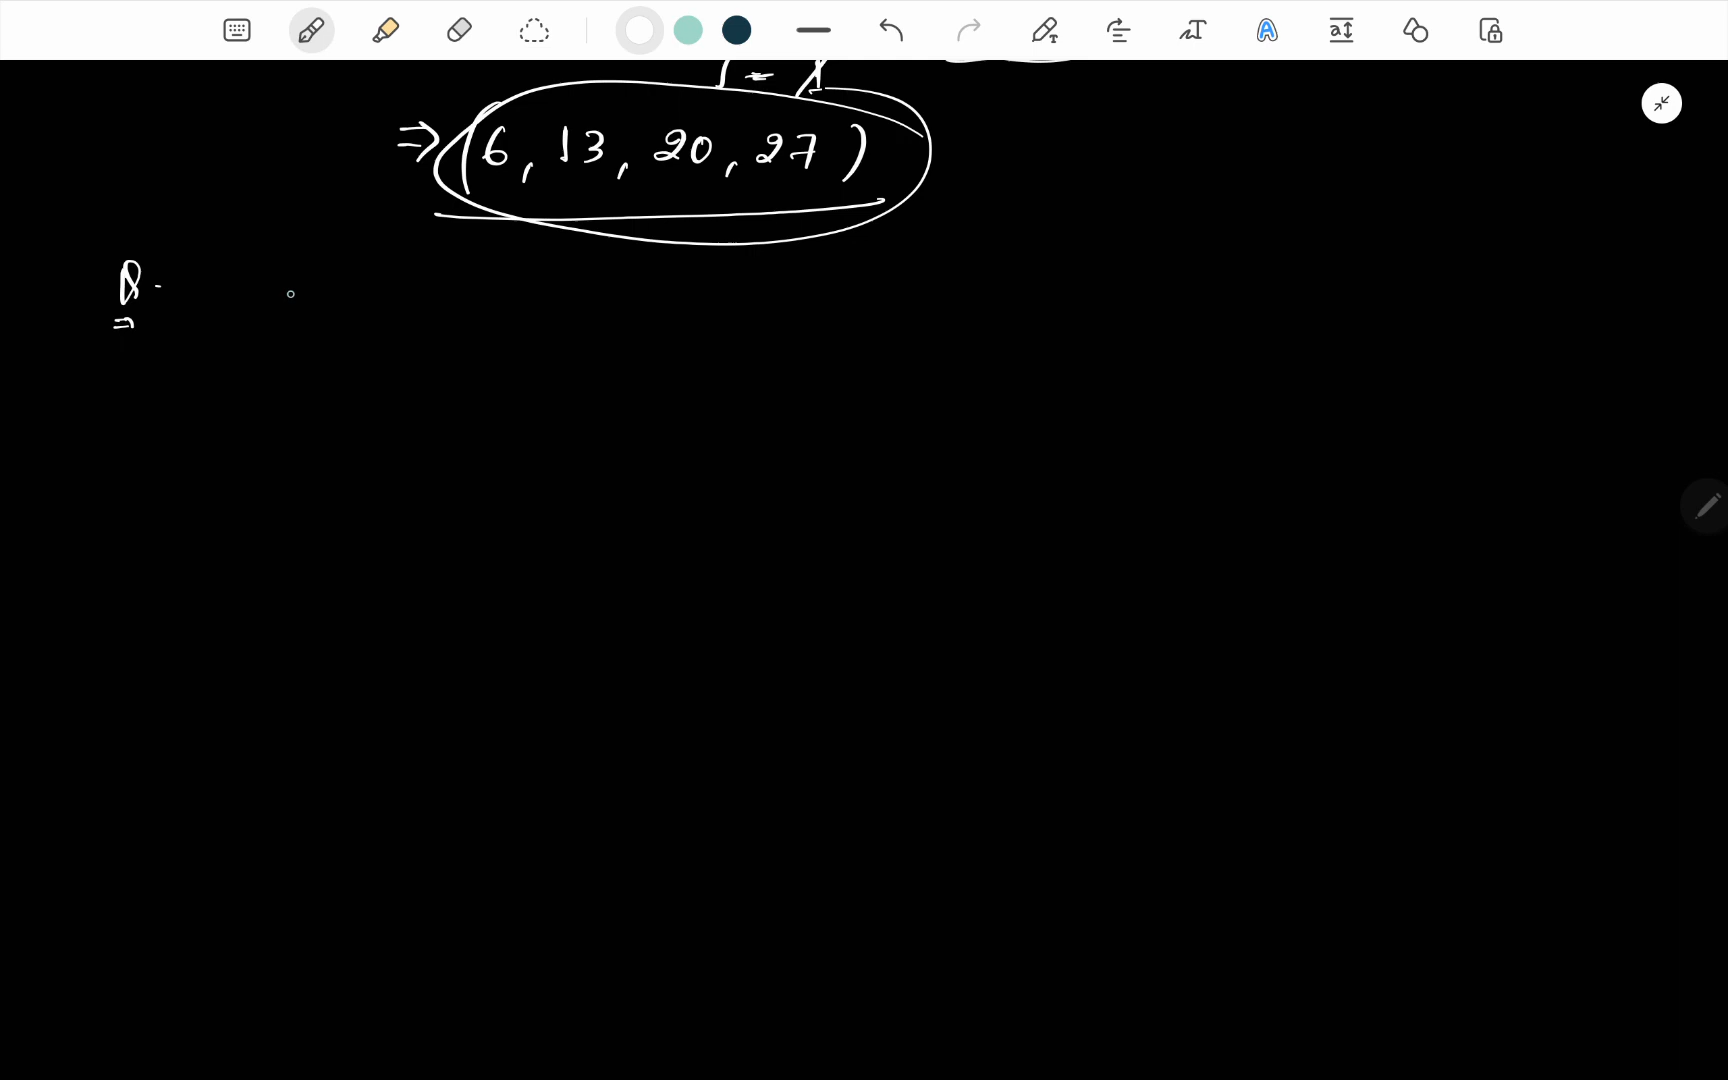 ⇒ (6, 13, 20, 27)
Q.